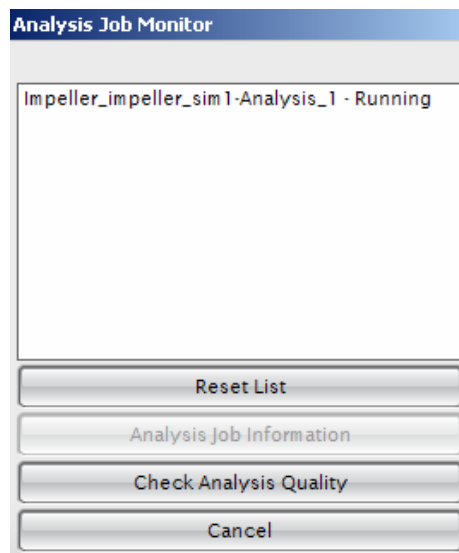 Analysis Job Monitor
Impeller_impeller_sim1-Analysis_1 - Running
Reset List
Analysis Job Information
Check Analysis Quality
Cancel